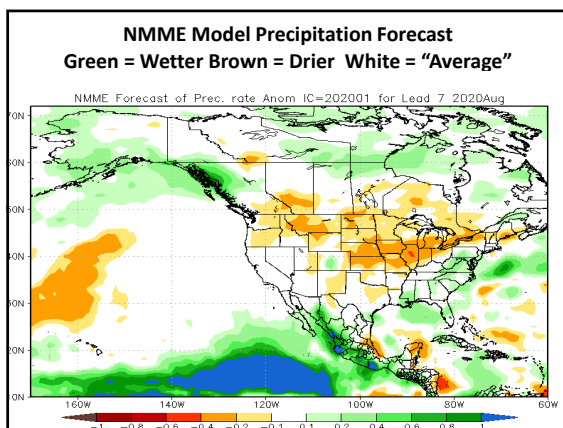 NMME Model Precipitation Forecast
Green = Wetter Brown = Drier White = “Average”
NMME Forecast of Prec. rate Anom IC=202001 for Lead 7 2020Aug
70N
60N
50N
40N
30N
20N
10N
160W 140W 120W 100W 80W 60W
-1 -0.8 -0.6 -0.4 -0.2 -0.1 0.1 0.2 0.4 0.6 0.8 1